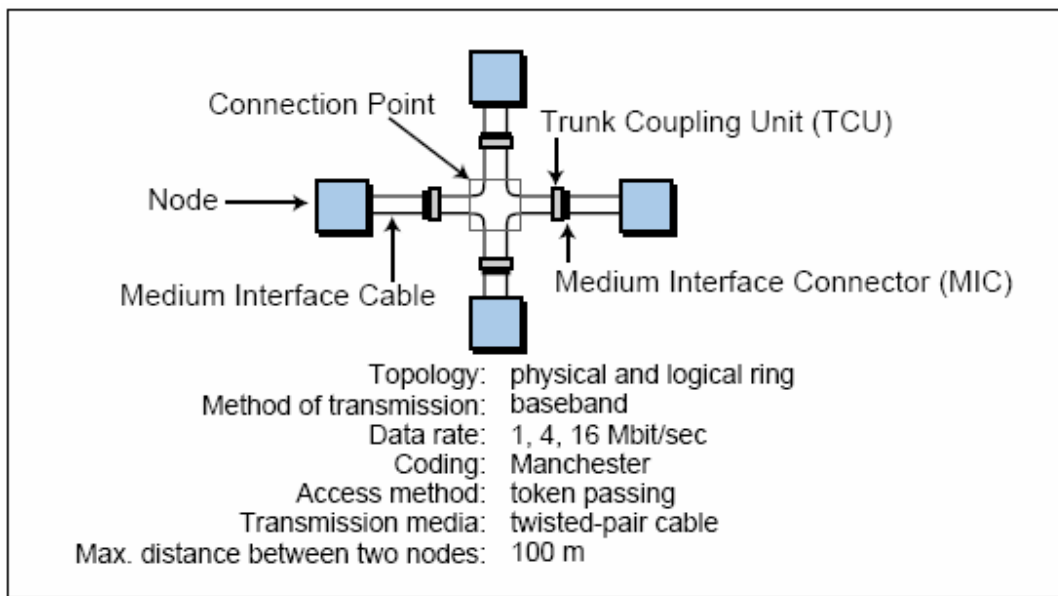 Connection Point
Trunk Coupling Unit (TCU)
Node
Medium Interface Cable
Medium Interface Connector (MIC)
Topology: physical and logical ring
Method of transmission: baseband
Data rate: 1, 4, 16 Mbit/sec
Coding: Manchester
Access method: token passing
Transmission media: twisted-pair cable
Max. distance between two nodes: 100 m